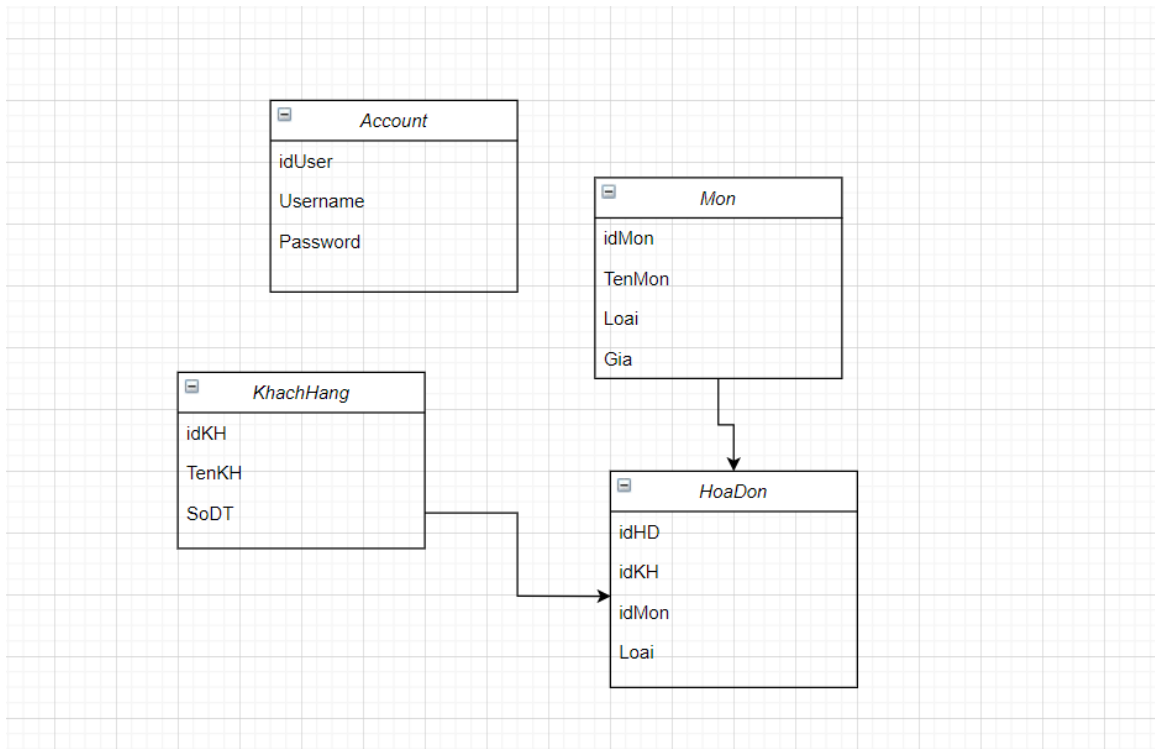 Account
idUser
Username
Password
Mon
idMon
TenMon
Loai
Gia
KhachHang
idKH
TenKH
SoDT
HoaDon
idHD
idKH
idMon
Loai